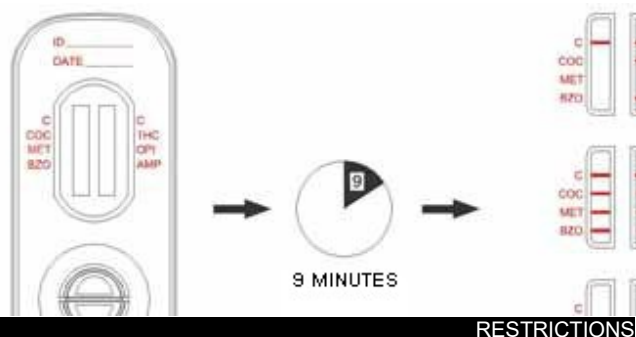 ID
DATE
C
COC
MET
BZO
C
THC
OPI
AMP
9
9 MINUTES
C
COC
MET
BZO
C
COC
MET
BZO
C
RESTRICTIONS